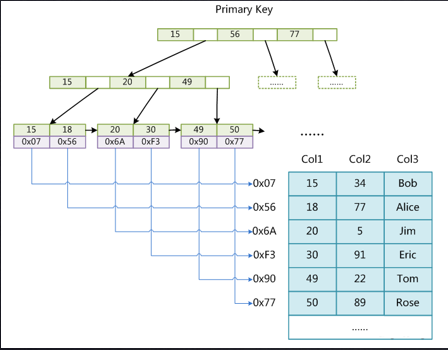 Primary Key
15 56 77
15 20 49
......
......
15 18 20 30 49 50
0x07 0x56 0x6A 0xF3 0x90 0x77
......
Col1 Col2 Col3
0x07 15 34 Bob
0x56 18 77 Alice
0x6A 20 5 Jim
0xF3 30 91 Eric
0x90 49 22 Tom
0x77 50 89 Rose
......